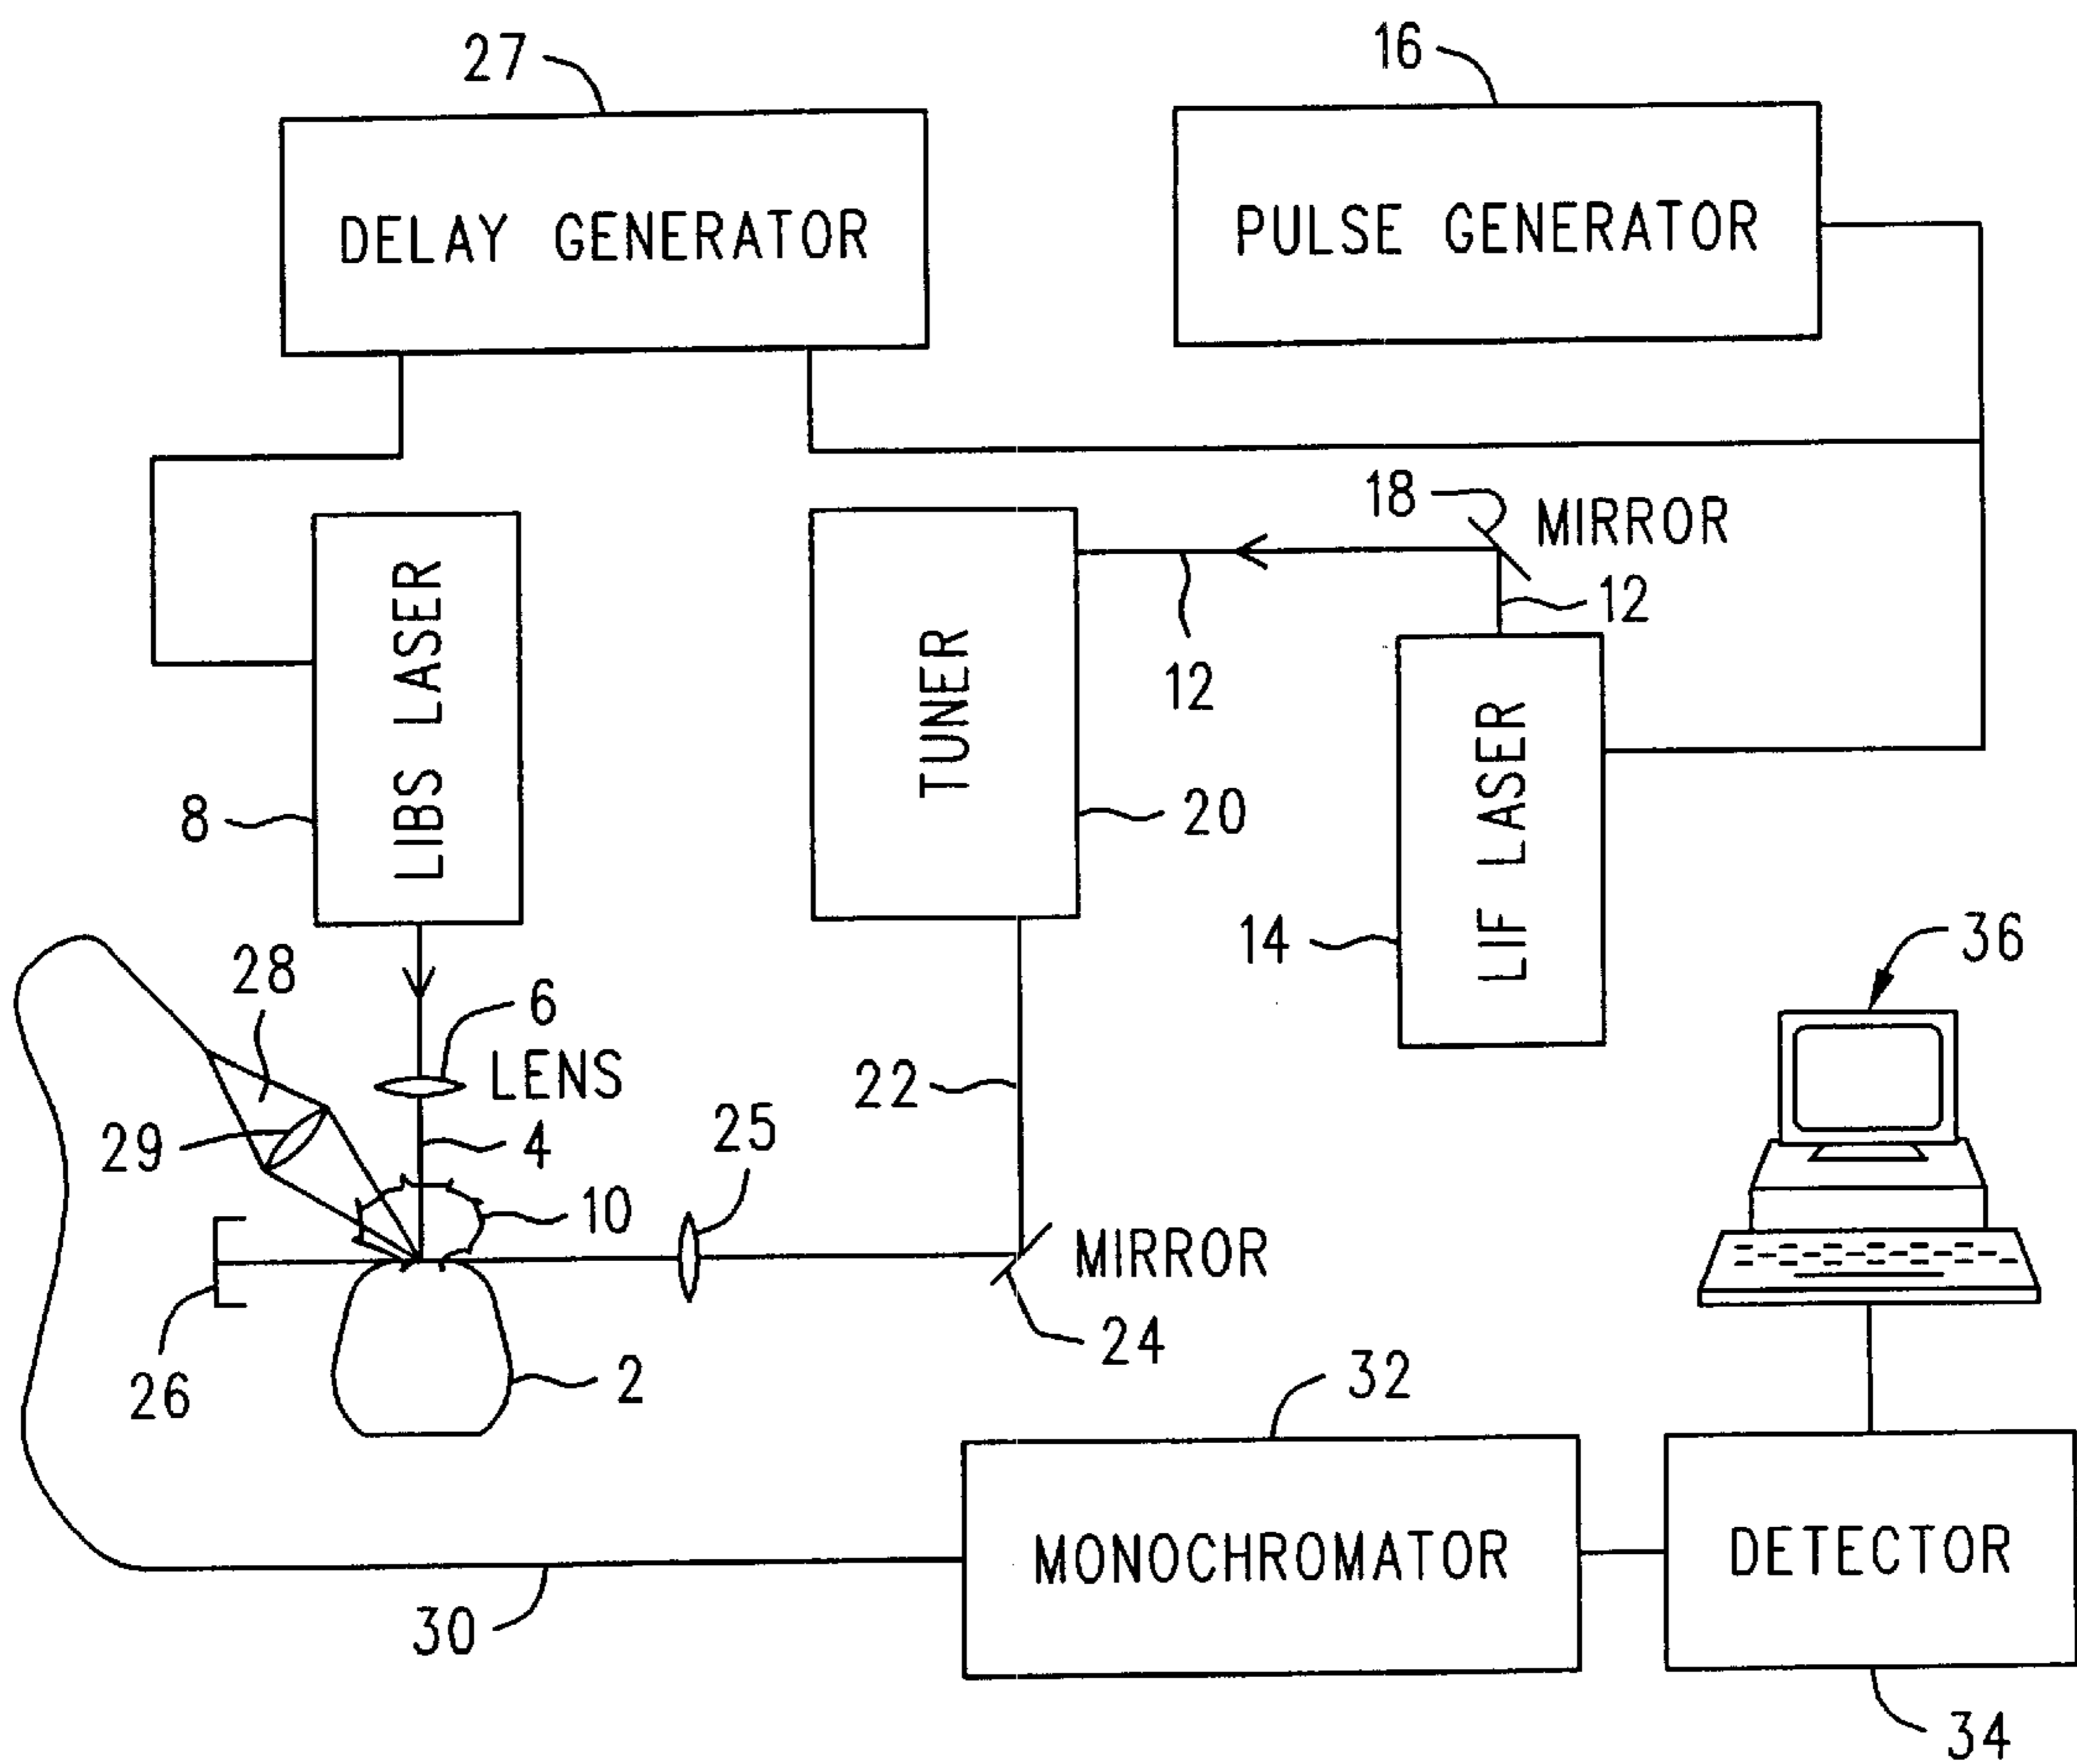 27
16
DELAY GENERATOR
PULSE GENERATOR
18
MIRROR
12
12
LIBS LASER
TUNER
LIF LASER
8
20
14
36
28
6
LENS
22
29
4
25
10
MIRROR
26
2
24
32
MONOCHROMATOR
DETECTOR
30
34